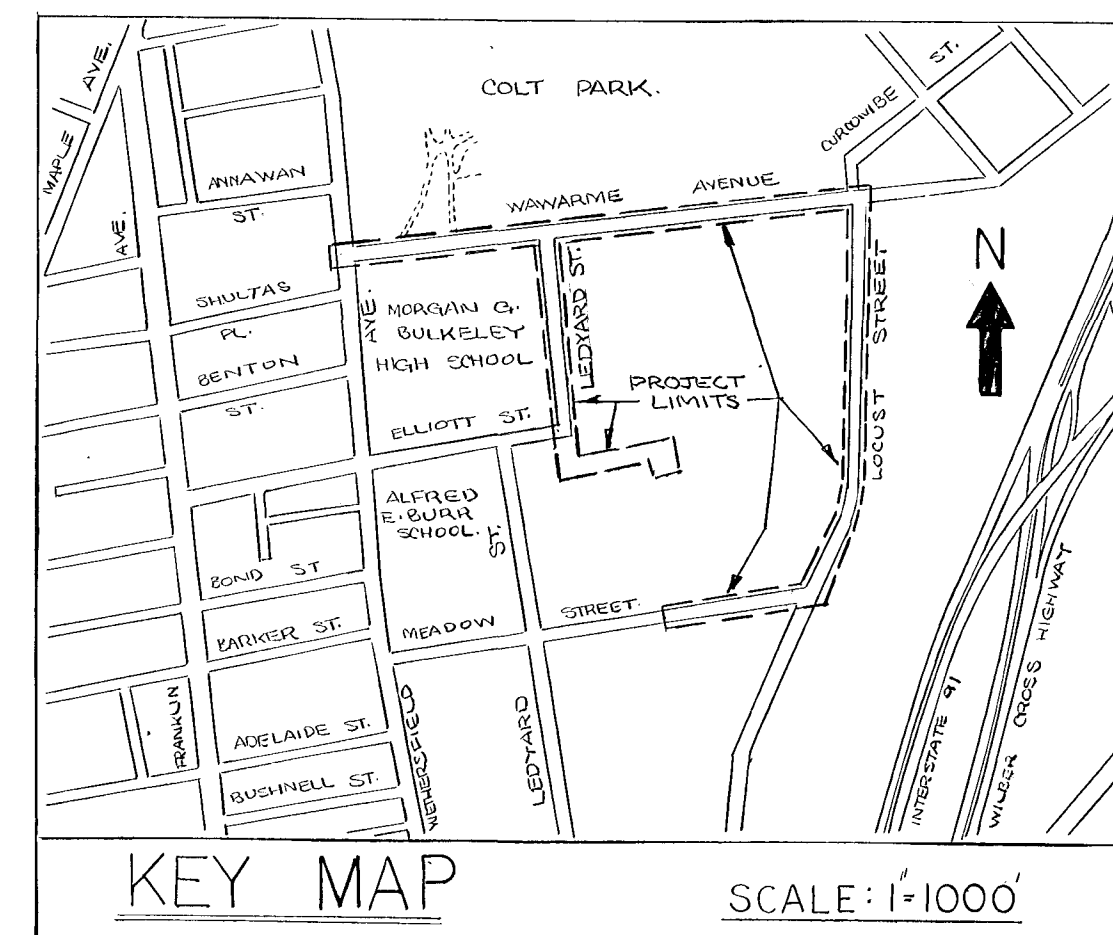 COLT PARK.
MAPLE AVE.
CURCOMBE ST.
ANNAWAN
ST.
WAWARME AVENUE
AVE.
SHULTAS
PL.
BENTON
ST.
AVE.
MORGAN G.
BULKELEY
HIGH SCHOOL
LEDYARD ST.
LOCUST STREET
N
PROJECT
LIMITS
ELLIOTT ST.
ALFRED
E. BURR
SCHOOL.
ST.
BOND ST
BARKER ST.
MEADOW STREET.
FRANKLIN
ADELAIDE ST.
BUSHNELL ST.
WETHERSFIELD
LEDYARD
INTERSTATE 91
WILBER CROSS HIGHWAY
KEY MAP
SCALE: 1"=1000'